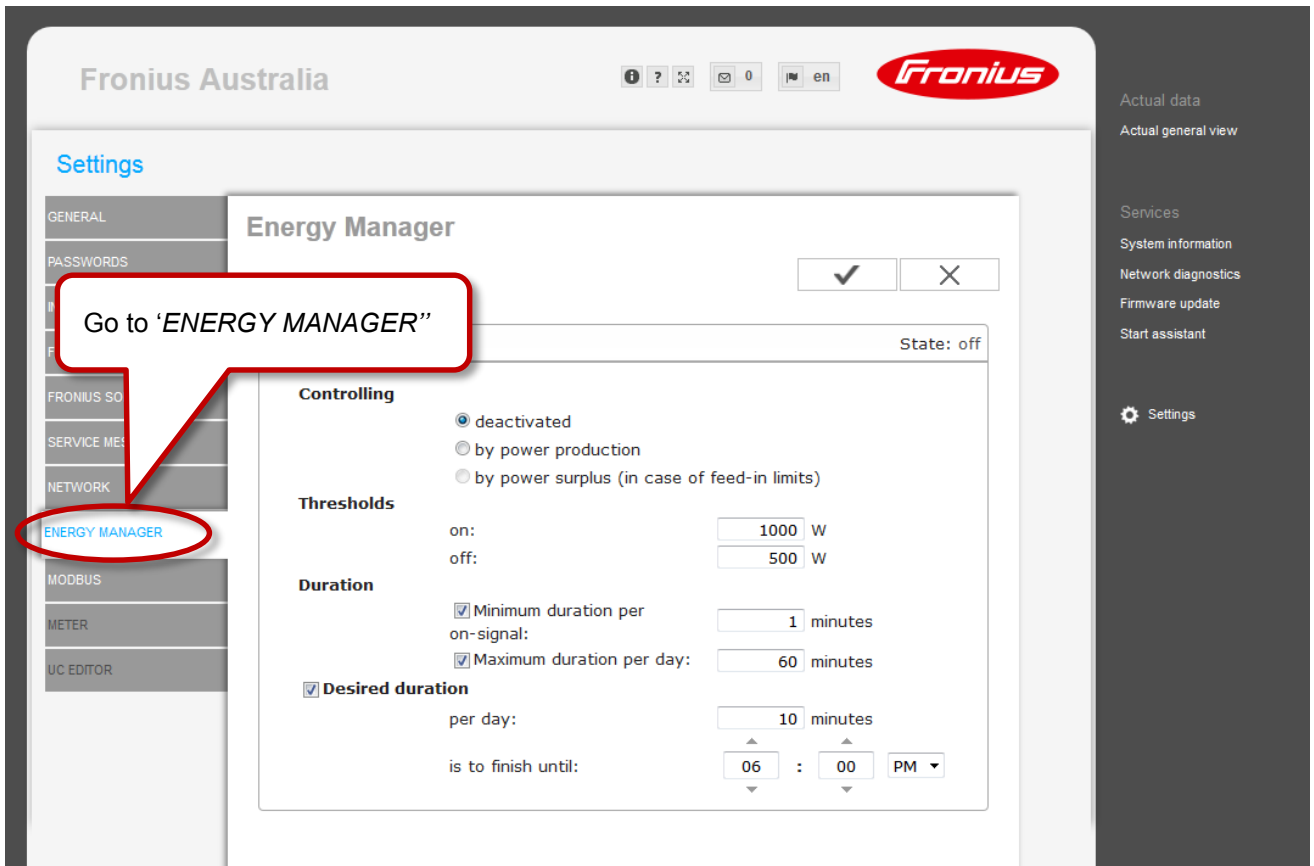 Fronius Australia
0
en
Fronius
Settings
GENERAL
PASSWORDS
FRONIUS SO
SERVICE MES
NETWORK
ENERGY MANAGER
MODBUS
METER
UC EDITOR
Go to ‘ENERGY MANAGER’’
Energy Manager
State: off
Controlling
deactivated
by power production
by power surplus (in case of feed-in limits)
Thresholds
on: 1000 W
off: 500 W
Duration
Minimum duration per
on-signal: 1 minutes
Maximum duration per day: 60 minutes
Desired duration
per day: 10 minutes
is to finish until: 06 : 00 PM
Actual data
Actual general view
Services
System information
Network diagnostics
Firmware update
Start assistant
Settings